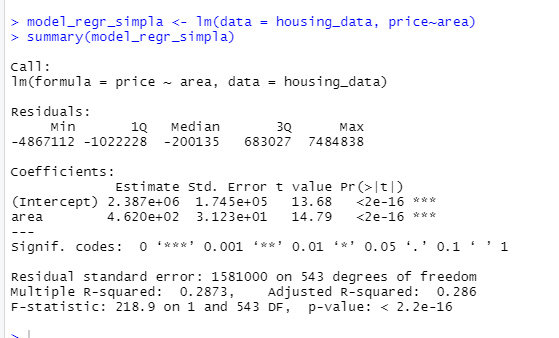 > model_regr_simpla <- lm(data = housing_data, price~area)
> summary(model_regr_simpla)
Call:
lm(formula = price ~ area, data = housing_data)
Residuals:
     Min       1Q   Median       3Q      Max
-4867112 -1022228  -200135   683027  7484838
Coefficients:
             Estimate Std. Error t value Pr(>|t|)
(Intercept) 2.387e+06  1.745e+05   13.68   <2e-16 ***
area        4.620e+02  3.123e+01   14.79   <2e-16 ***
---
Signif. codes:  0 ‘***’ 0.001 ‘**’ 0.01 ‘*’ 0.05 ‘.’ 0.1 ‘ ’ 1
Residual standard error: 1581000 on 543 degrees of freedom
Multiple R-squared:  0.2873,	Adjusted R-squared:  0.286
F-statistic: 218.9 on 1 and 543 DF,  p-value: < 2.2e-16
>